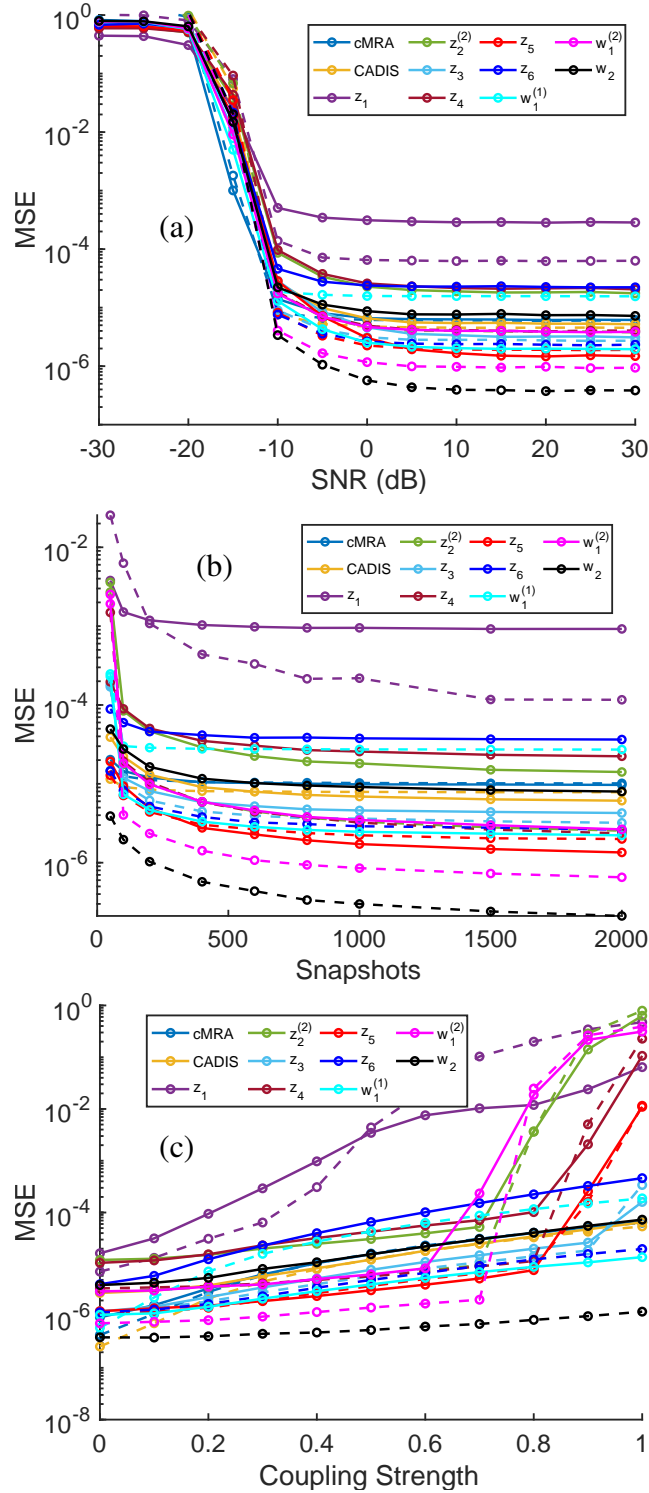 10^0
10^-2
10^-4
10^-6
MSE
(a)
cMRA
CADIS
z_1
z_2^(2)
z_3
z_4
z_5
z_6
w_1^(1)
w_1^(2)
w_2
-30 -20 -10 0 10 20 30
SNR (dB)
10^-2
10^-4
10^-6
MSE
(b)
cMRA
CADIS
z_1
z_2^(2)
z_3
z_4
z_5
z_6
w_1^(1)
w_1^(2)
w_2
0 500 1000 1500 2000
Snapshots
10^0
10^-2
10^-4
10^-6
10^-8
MSE
(c)
cMRA
CADIS
z_1
z_2^(2)
z_3
z_4
z_5
z_6
w_1^(1)
w_1^(2)
w_2
0 0.2 0.4 0.6 0.8 1
Coupling Strength